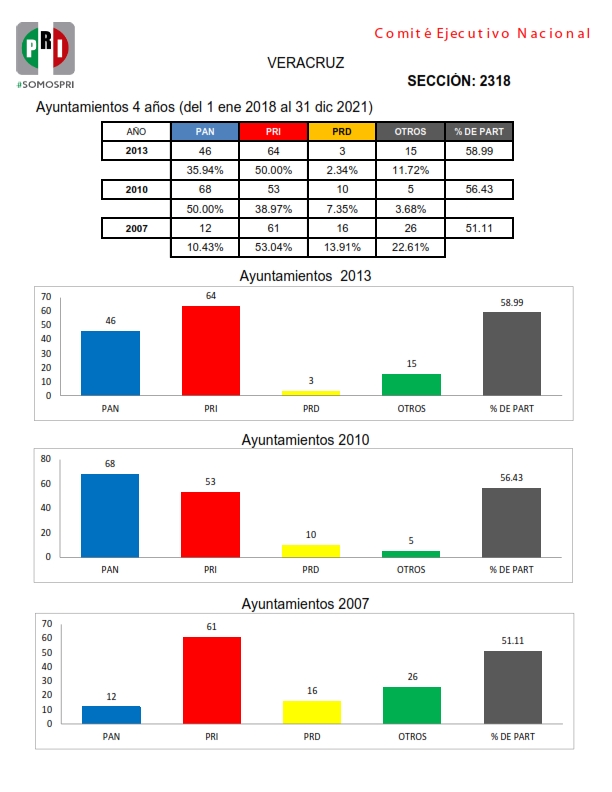 Comité Ejecutivo Nacional
PRI
#SOMOSPRI
VERACRUZ
SECCIÒN: 2318
Ayuntamientos 4 años (del 1 ene 2018 al 31 dic 2021)
AÑO PAN PRI PRD OTROS % DE PART
2013 46 64 3 15 58.99
35.94% 50.00% 2.34% 11.72%
2010 68 53 10 5 56.43
50.00% 38.97% 7.35% 3.68%
2007 12 61 16 26 51.11
10.43% 53.04% 13.91% 22.61%
Ayuntamientos 2013
70
60
50
40
30
20
10
0
46
64
3
15
58.99
PAN PRI PRD OTROS % DE PART
Ayuntamientos 2010
80
60
40
20
0
68
53
10
5
56.43
PAN PRI PRD OTROS % DE PART
Ayuntamientos 2007
70
60
50
40
30
20
10
0
12
61
16
26
51.11
PAN PRI PRD OTROS % DE PART